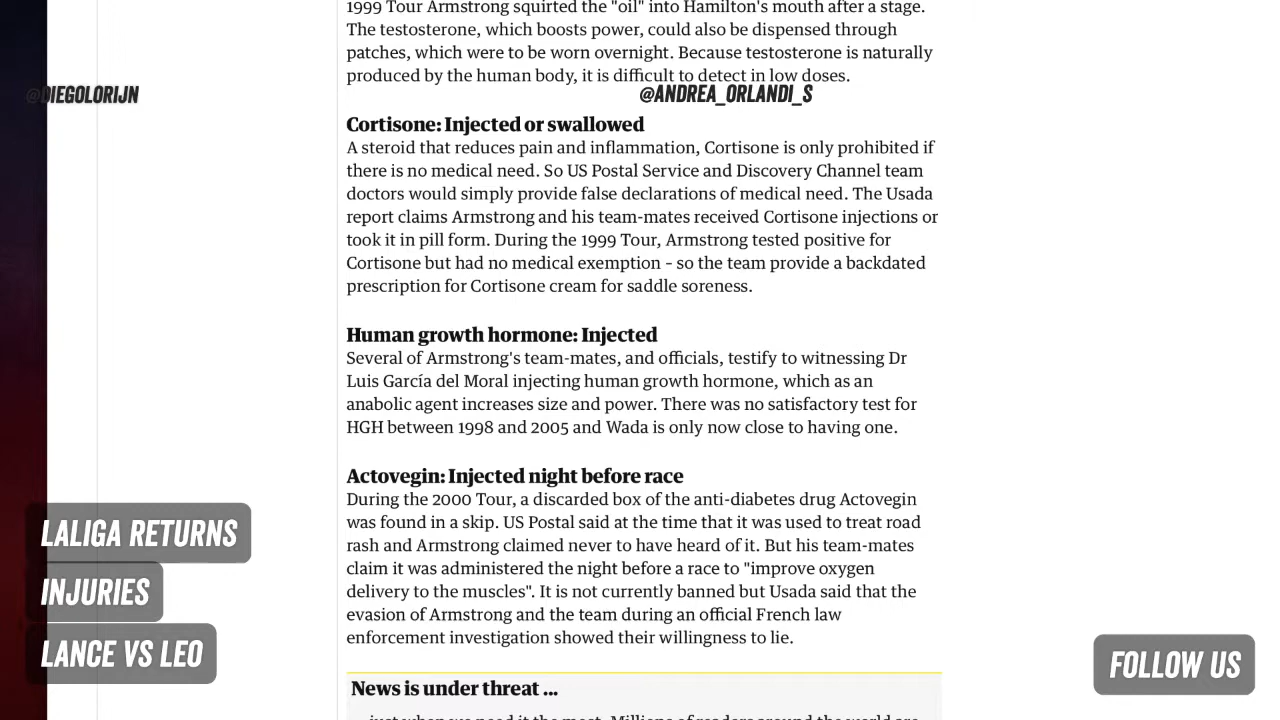 1999 Tour Armstrong squirted the "oil" into Hamilton's mouth after a stage.
The testosterone, which boosts power, could also be dispensed through
patches, which were to be worn overnight. Because testosterone is naturally
produced by the human body, it is difficult to detect in low doses.
@DIEGOLORIJN
@ANDREA_ORLANDI_S
Cortisone: Injected or swallowed
A steroid that reduces pain and inflammation, Cortisone is only prohibited if
there is no medical need. So US Postal Service and Discovery Channel team
doctors would simply provide false declarations of medical need. The Usada
report claims Armstrong and his team-mates received Cortisone injections or
took it in pill form. During the 1999 Tour, Armstrong tested positive for
Cortisone but had no medical exemption – so the team provide a backdated
prescription for Cortisone cream for saddle soreness.
Human growth hormone: Injected
Several of Armstrong's team-mates, and officials, testify to witnessing Dr
Luis García del Moral injecting human growth hormone, which as an
anabolic agent increases size and power. There was no satisfactory test for
HGH between 1998 and 2005 and Wada is only now close to having one.
Actovegin: Injected night before race
During the 2000 Tour, a discarded box of the anti-diabetes drug Actovegin
was found in a skip. US Postal said at the time that it was used to treat road
rash and Armstrong claimed never to have heard of it. But his team-mates
claim it was administered the night before a race to "improve oxygen
delivery to the muscles". It is not currently banned but Usada said that the
evasion of Armstrong and the team during an official French law
enforcement investigation showed their willingness to lie.
LALIGA RETURNS
INJURIES
LANCE VS LEO
FOLLOW US
News is under threat ...
just when we need it the most. Millions of readers around the world are